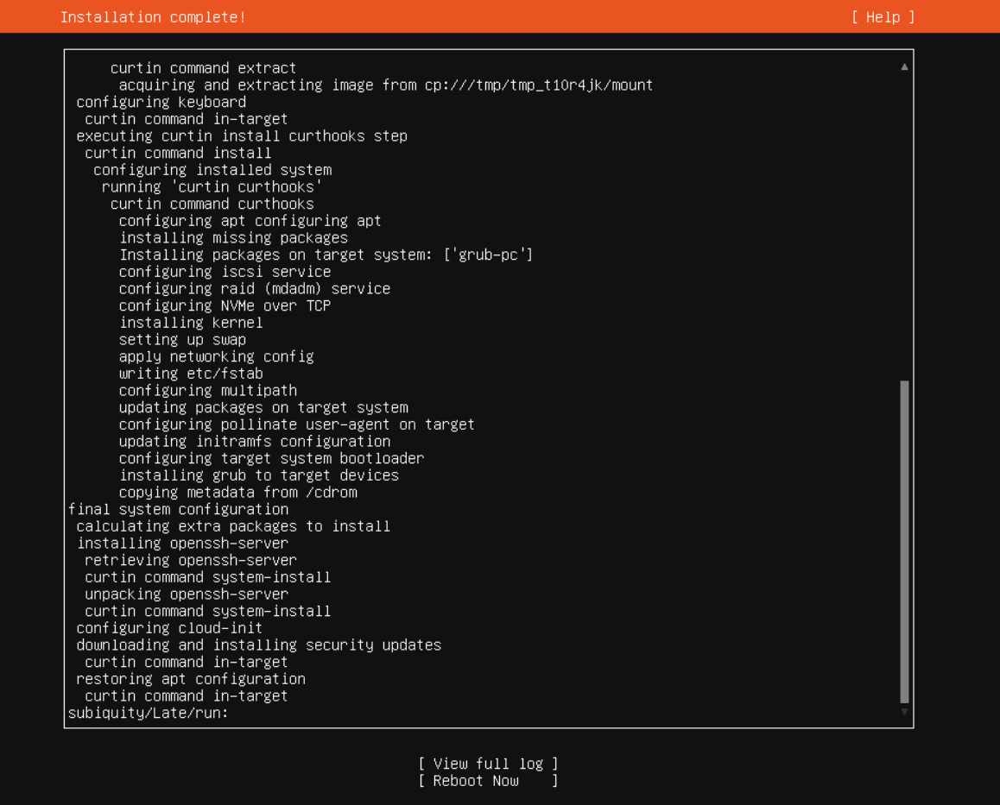 Installation complete!                    [ Help ]
curtin command extract
acquiring and extracting image from cp:///tmp/tmp_t10r4jk/mount
configuring keyboard
curtin command in-target
executing curtin install curthooks step
curtin command install
configuring installed system
running 'curtin curthooks'
curtin command curthooks
configuring apt configuring apt
installing missing packages
Installing packages on target system: ['grub-pc']
configuring iscsi service
configuring raid (mdadm) service
configuring NVMe over TCP
installing kernel
setting up swap
apply networking config
writing etc/fstab
configuring multipath
updating packages on target system
configuring pollinate user-agent on target
updating initramfs configuration
configuring target system bootloader
installing grub to target devices
copying metadata from /cdrom
final system configuration
calculating extra packages to install
installing openssh-server
retrieving openssh-server
curtin command system-install
unpacking openssh-server
curtin command system-install
configuring cloud-init
downloading and installing security updates
curtin command in-target
restoring apt configuration
curtin command in-target
subiquity/Late/run:
[ View full log ]
[ Reboot Now    ]